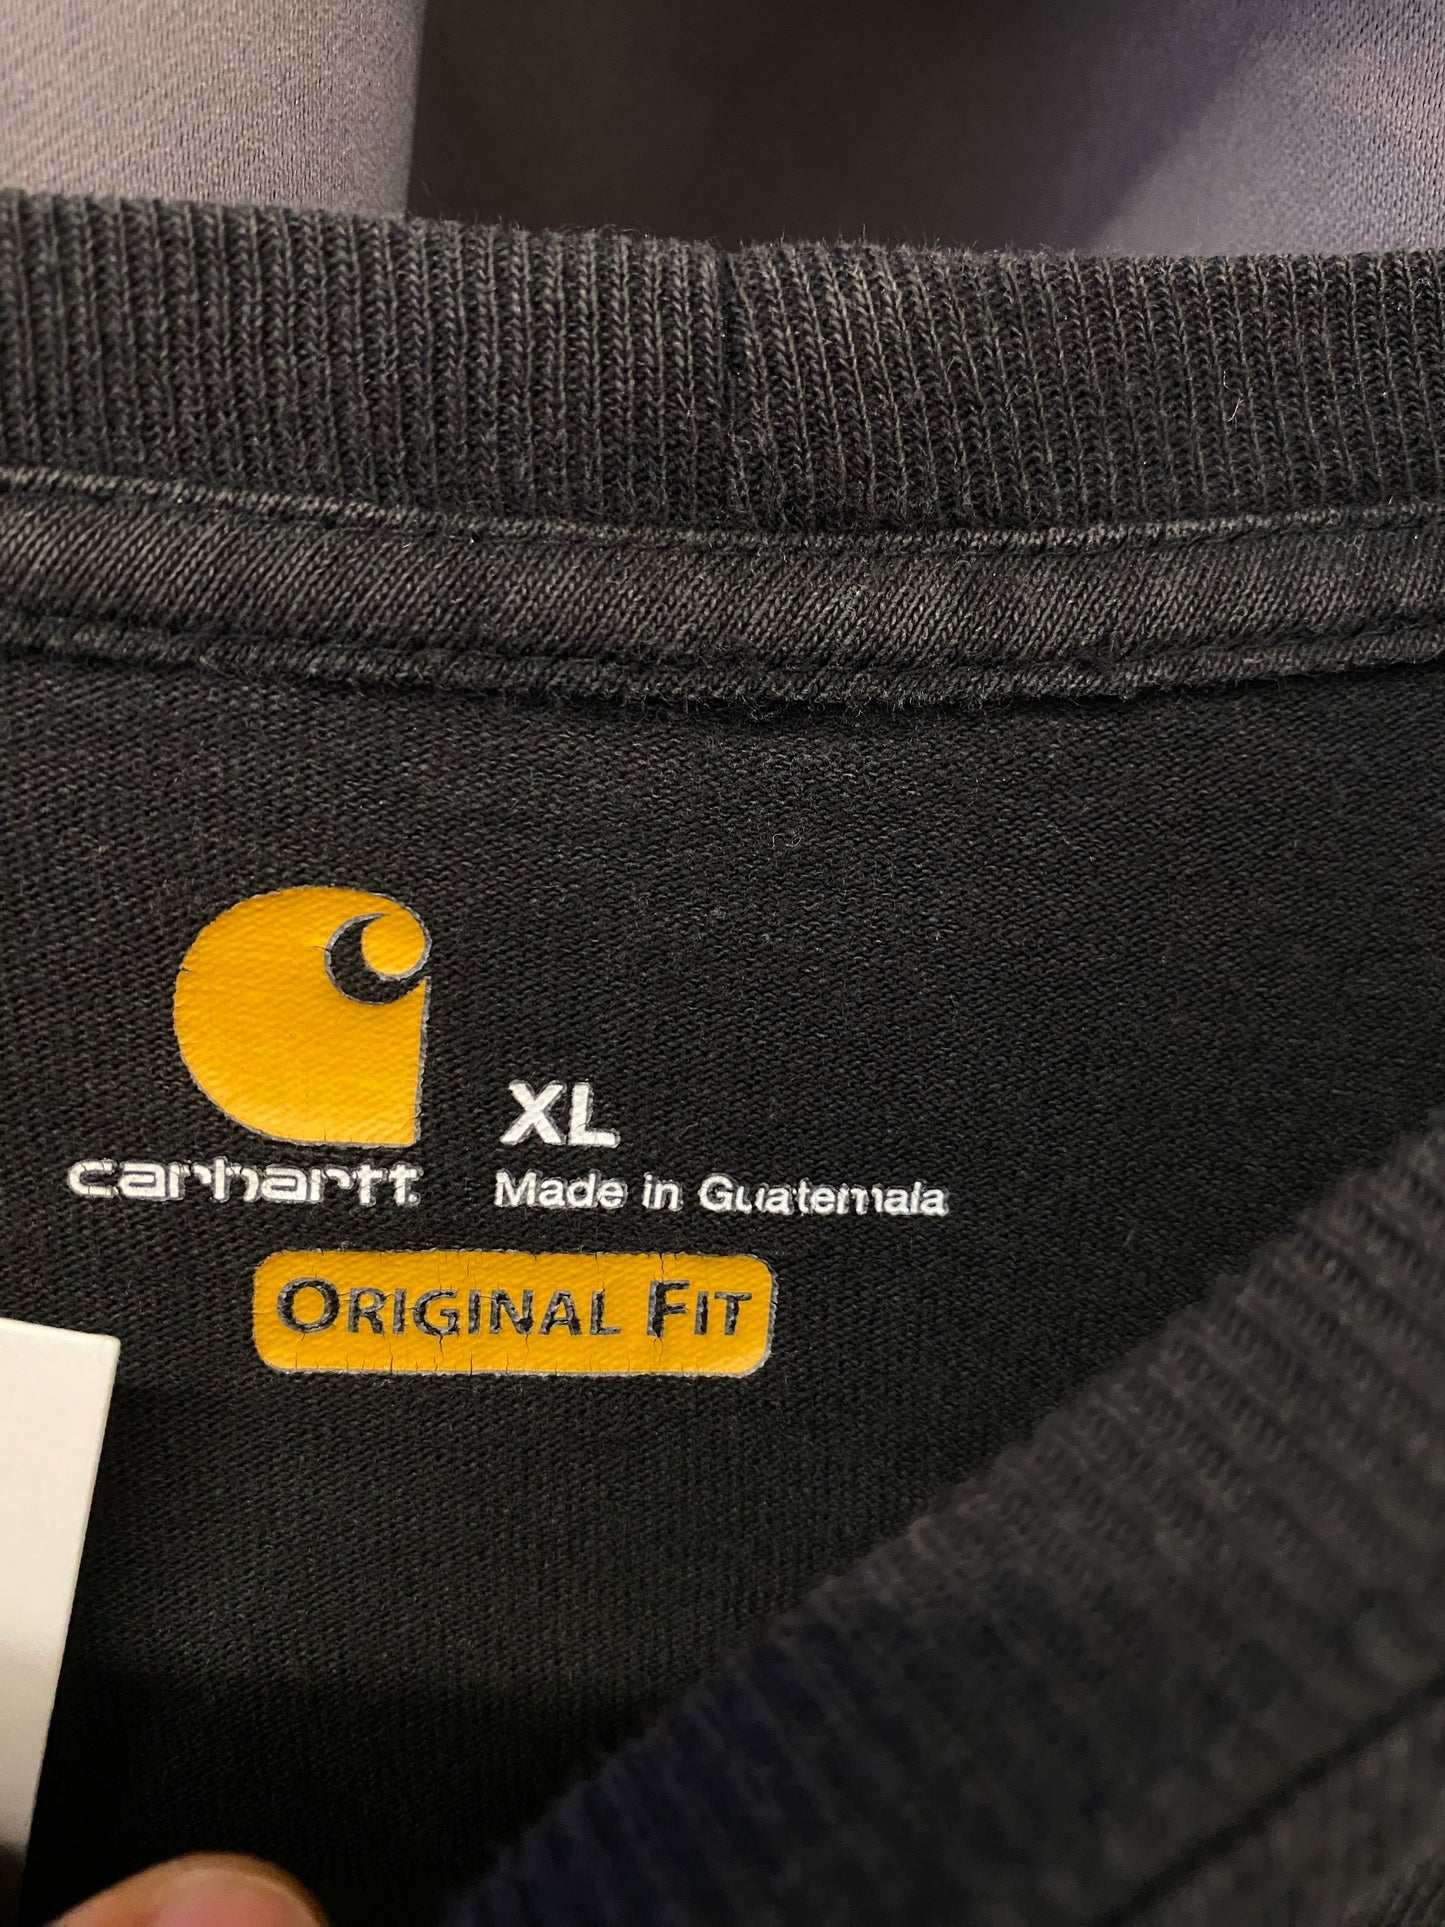 XL
carhartt
Made in Guatemala
ORIGINAL FIT